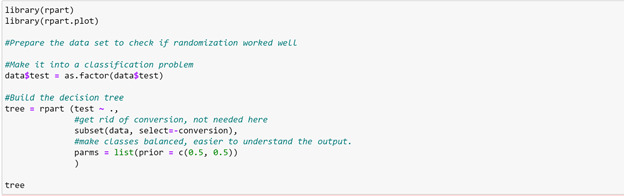 library(rpart)
library(rpart.plot)
#Prepare the data set to check if randomization worked well
#Make it into a classification problem
data$test = as.factor(data$test)
#Build the decision tree
tree = rpart (test ~ .,
#get rid of conversion, not needed here
subset(data, select=-conversion),
#make classes balanced, easier to understand the output.
parms = list(prior = c(0.5, 0.5))
)
tree